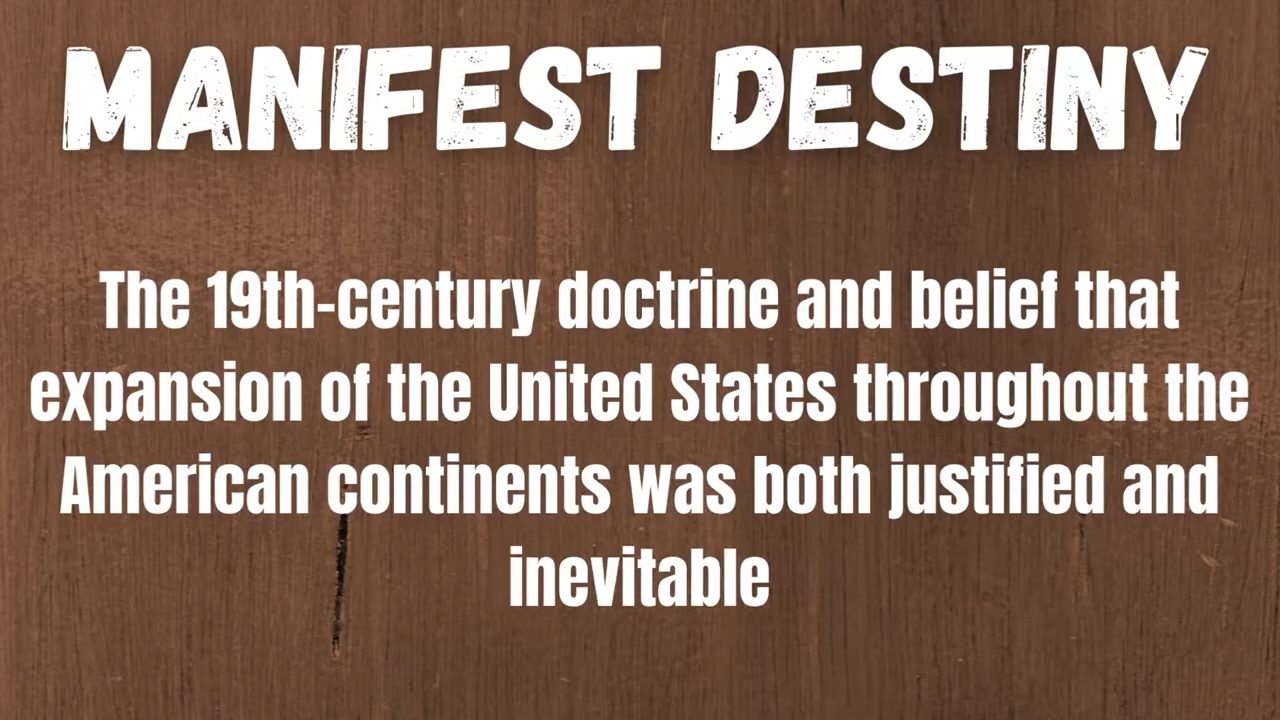 MANIFEST DESTINY
The 19th-century doctrine and belief that
expansion of the United States throughout the
American continents was both justified and
inevitable